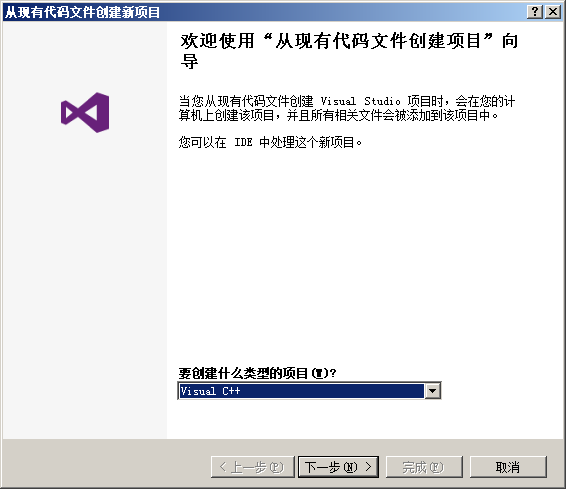 从现有代码文件创建新项目
欢迎使用“从现有代码文件创建项目”向
导
当您从现有代码文件创建 Visual Studio 项目时，会在您的计
算机上创建该项目，并且所有相关文件会被添加到该项目中。
您可以在 IDE 中处理这个新项目。
要创建什么类型的项目(W)?
Visual C++
< 上一步(P) 下一步(N) > 完成(F) 取消